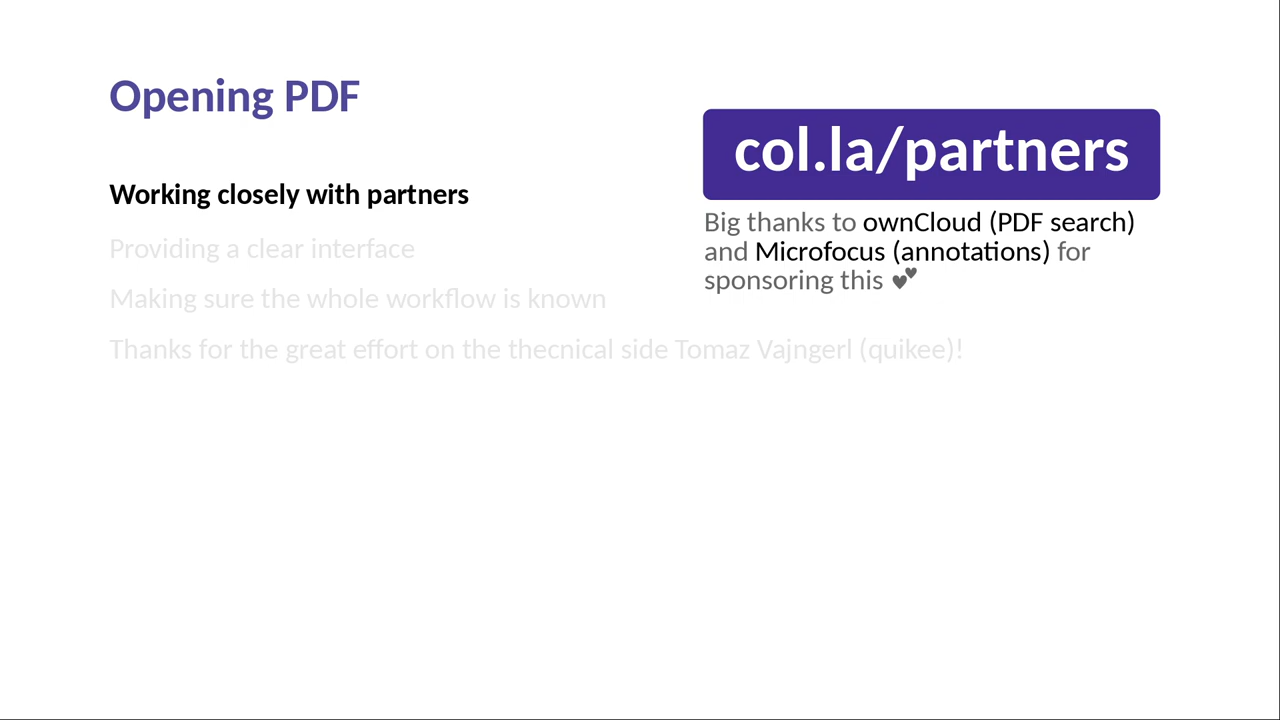 Opening PDF
Working closely with partners
Providing a clear interface
Making sure the whole workflow is known
Thanks for the great effort on the thecnical side Tomaz Vajngerl (quikee)!
col.la/partners
Big thanks to ownCloud (PDF search)
and Microfocus (annotations) for
sponsoring this 💕